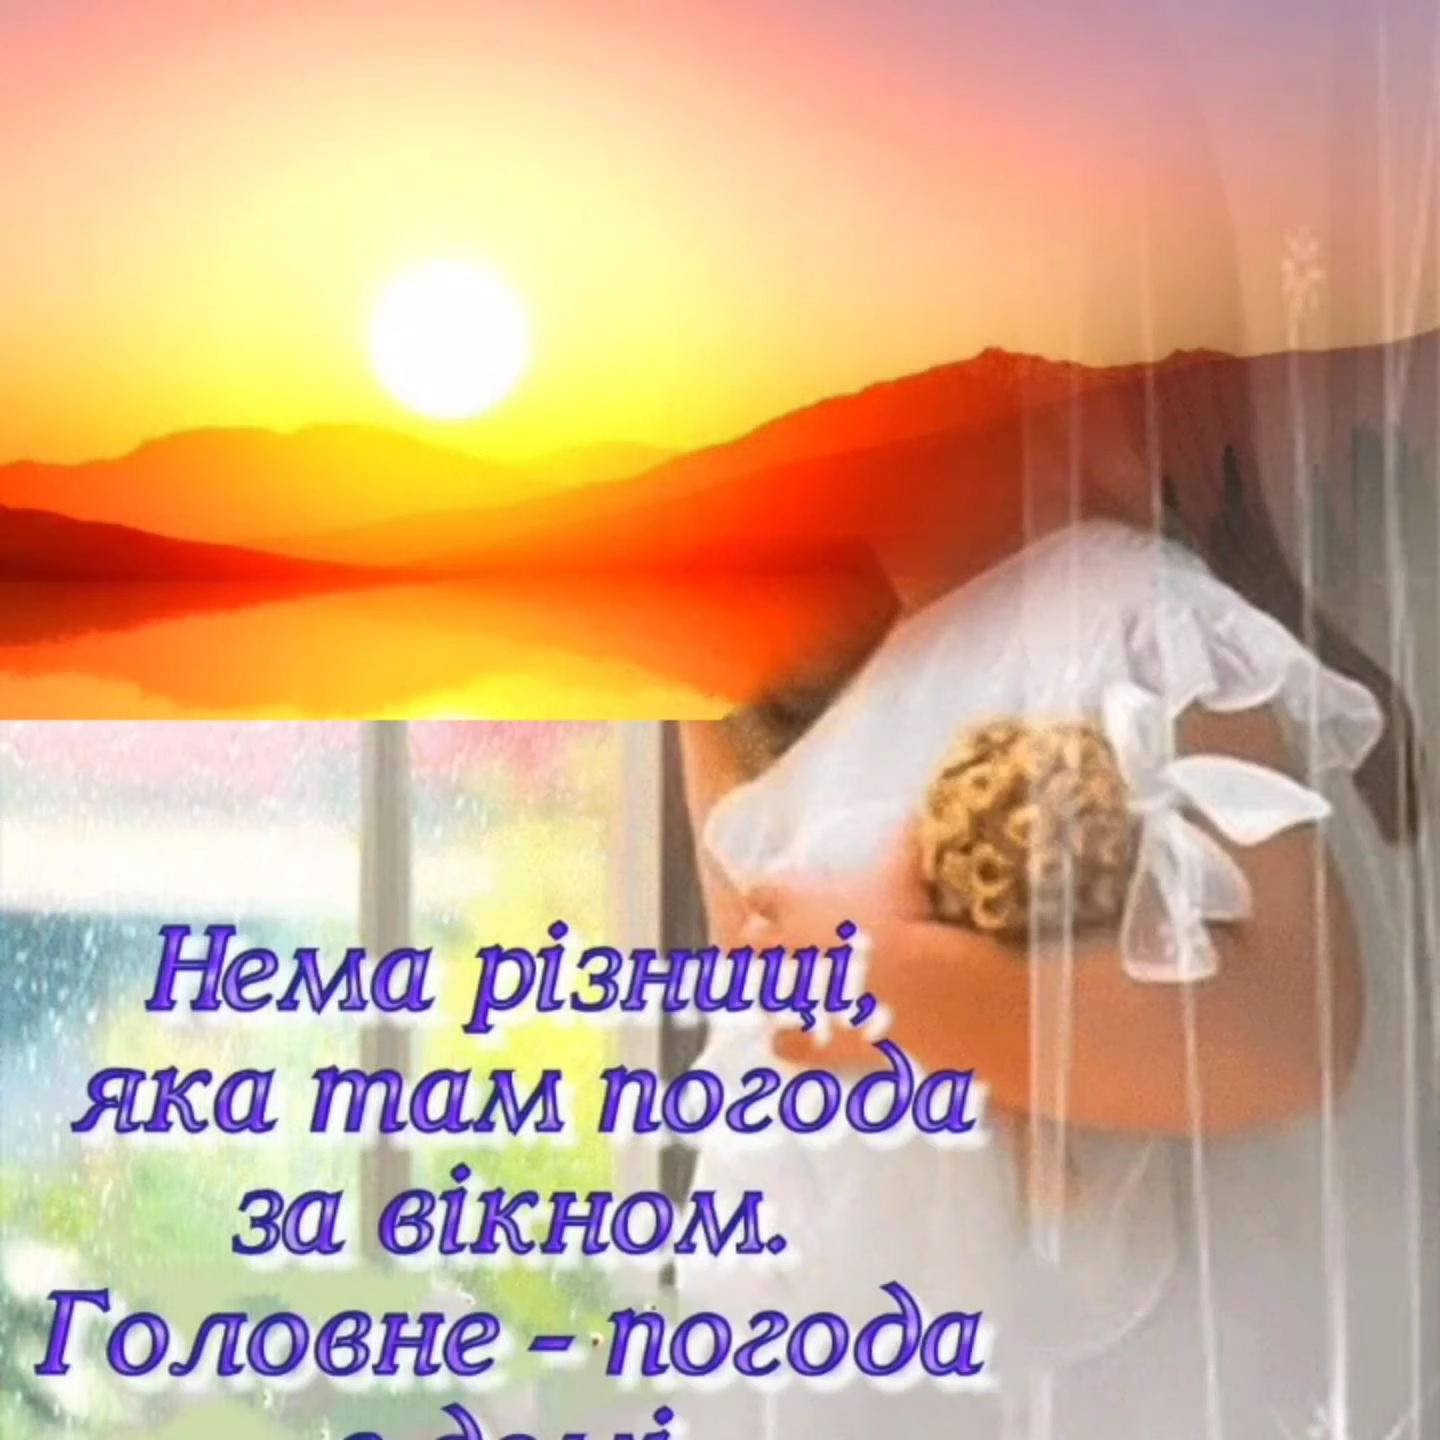 Нема різниці,
яка там погода
за вікном.
Головне - погода